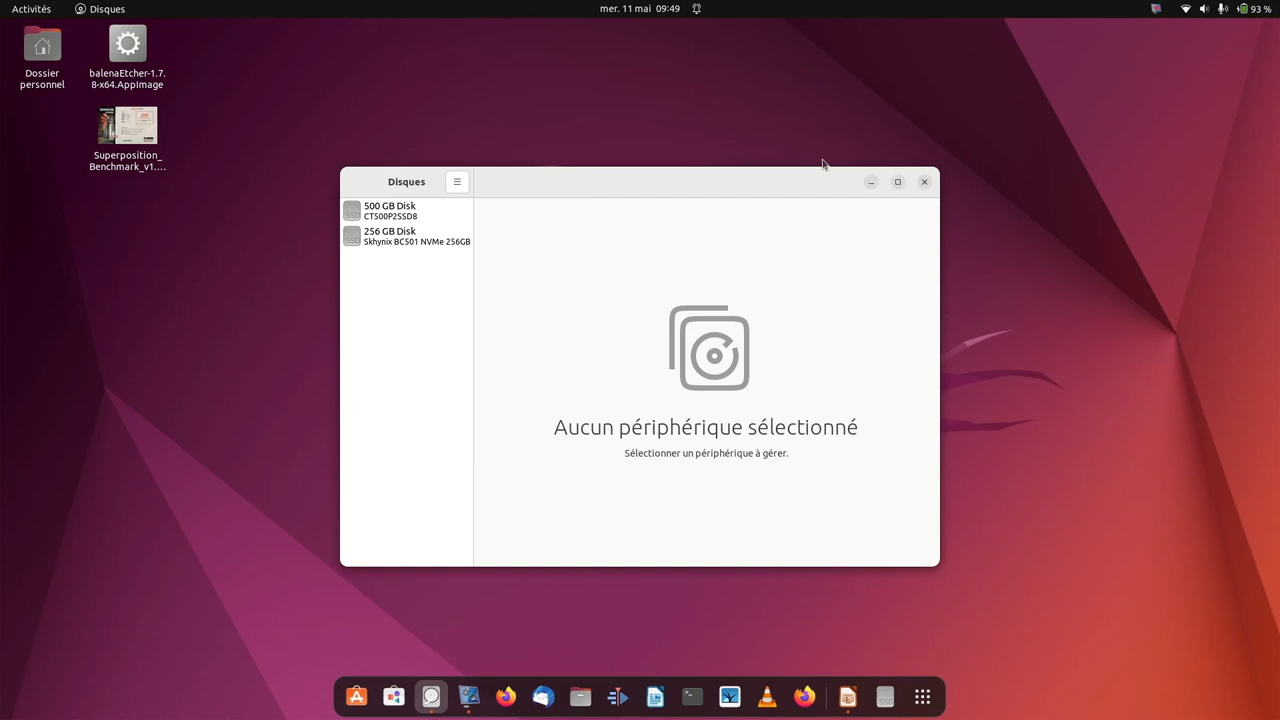 Activités
Disques
mer. 11 mai 09:49
93 %
Dossier
personnel
balenaEtcher-1.7.
8-x64.AppImage
Superposition_
Benchmark_v1....
Disques
500 GB Disk
CT500P2SSD8
256 GB Disk
Skhynix BC501 NVMe 256GB
Aucun périphérique sélectionné
Sélectionner un périphérique à gérer.
SSD